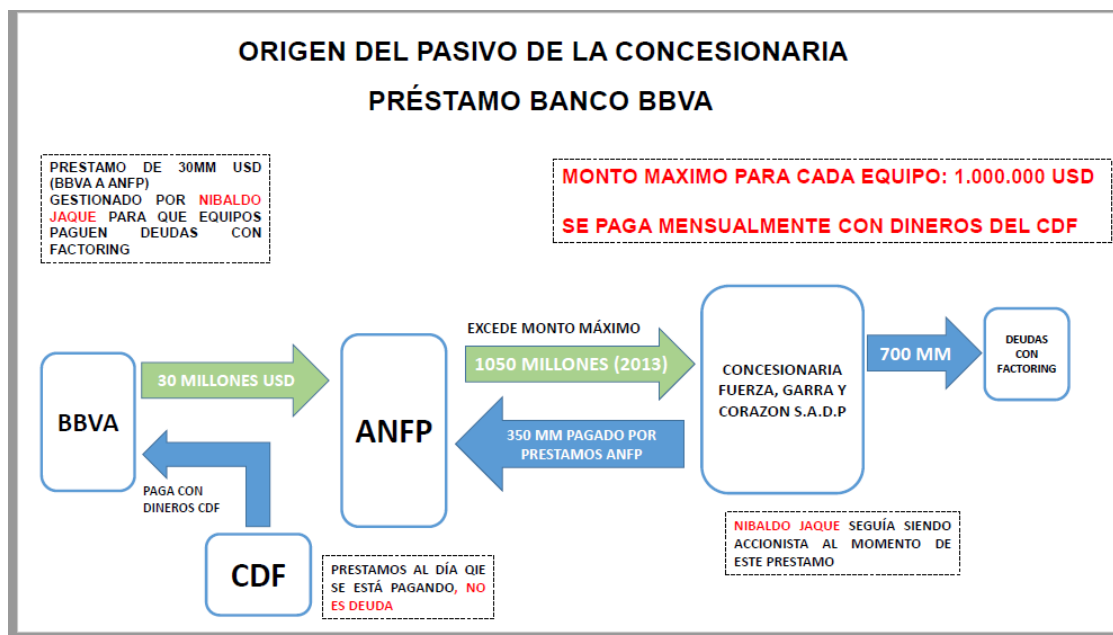 ORIGEN DEL PASIVO DE LA CONCESIONARIA
PRÉSTAMO BANCO BBVA
PRESTAMO DE 30MM USD
(BBVA A ANFP)
GESTIONADO POR NIBALDO
JAQUE PARA QUE EQUIPOS
PAGUEN DEUDAS CON
FACTORING
MONTO MAXIMO PARA CADA EQUIPO: 1.000.000 USD
SE PAGA MENSUALMENTE CON DINEROS DEL CDF
BBVA
30 MILLONES USD
PAGA CON
DINEROS CDF
CDF
ANFP
EXCEDE MONTO MÁXIMO
1050 MILLONES (2013)
350 MM PAGADO POR
PRESTAMOS ANFP
CONCESIONARIA
FUERZA, GARRA Y
CORAZON S.A.D.P
700 MM
DEUDAS
CON
FACTORING
PRESTAMOS AL DÍA QIE
SE ESTÁ PAGANDO, NO
ES DEUDA
NIBALDO JAQUE SEGUÍA SIENDO
ACCIONISTA AL MOMENTO DE
ESTE PRESTAMO